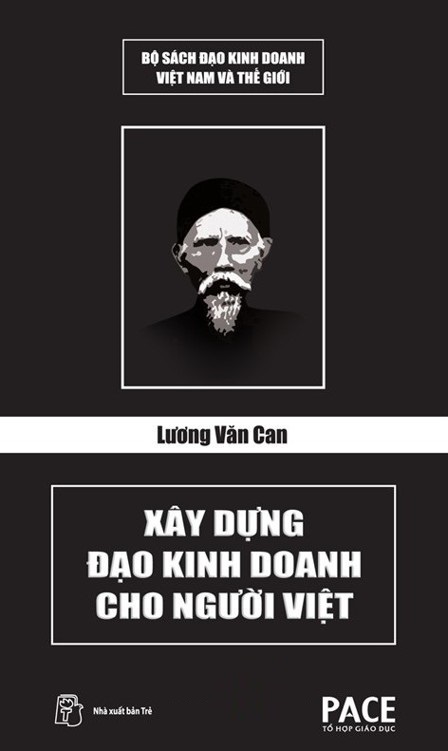 BỘ SÁCH ĐẠO KINH DOANH
VIỆT NAM VÀ THẾ GIỚI
Lương Văn Can
XÂY DỰNG
ĐẠO KINH DOANH
CHO NGƯỜI VIỆT
Nhà xuất bản Trẻ
PACE
TỔ HỢP GIÁO DỤC